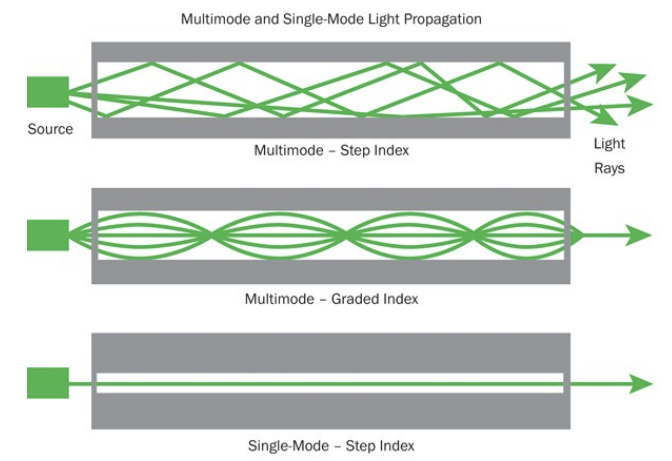 Multimode and Single-Mode Light Propagation
Source
Light
Rays
Multimode – Step Index
Multimode – Graded Index
Single-Mode – Step Index